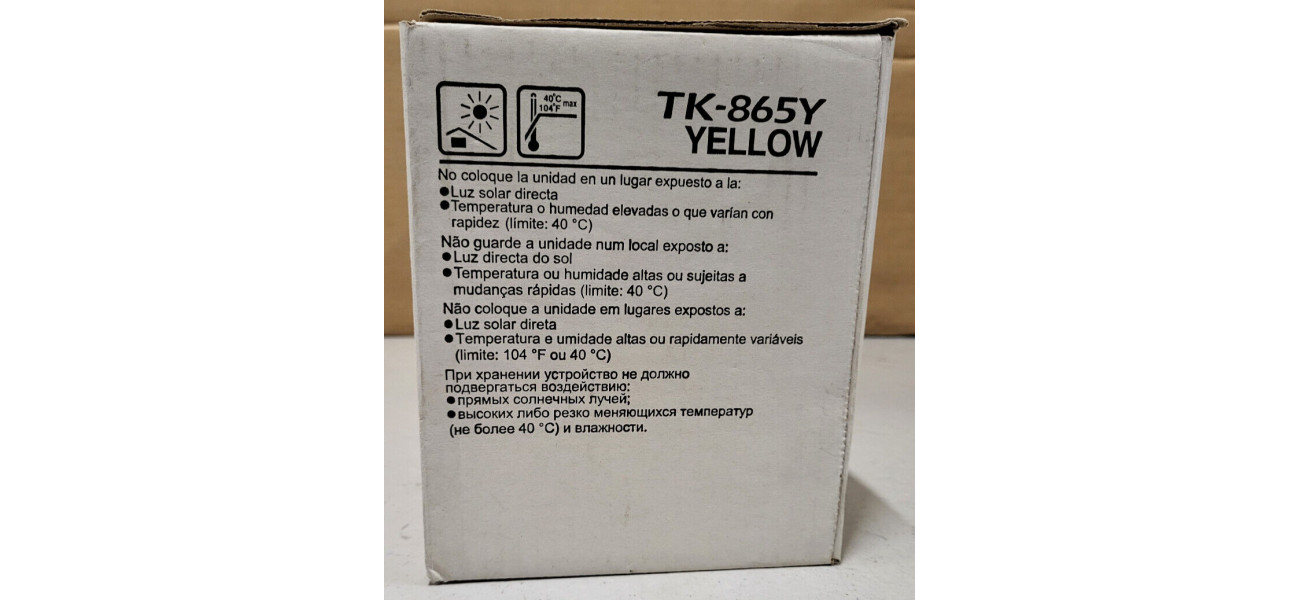 40°C
104°F max
TK-865Y
YELLOW
No coloque la unidad en un lugar expuesto a la:
●Luz solar directa
●Temperatura o humedad elevadas o que varían con
rapidez (límite: 40 °C)
Não guarde a unidade num local exposto a:
●Luz directa do sol
●Temperatura ou humidade altas ou sujeitas a
mudanças rápidas (limite: 40 °C)
Não coloque a unidade em lugares expostos a:
●Luz solar direta
●Temperatura e umidade altas ou rapidamente variáveis
(limite: 104 °F ou 40 °C)
При хранении устройство не должно
подвергаться воздействию:
●прямых солнечных лучей;
●высоких либо резко меняющихся температур
(не более 40 °C) и влажности.